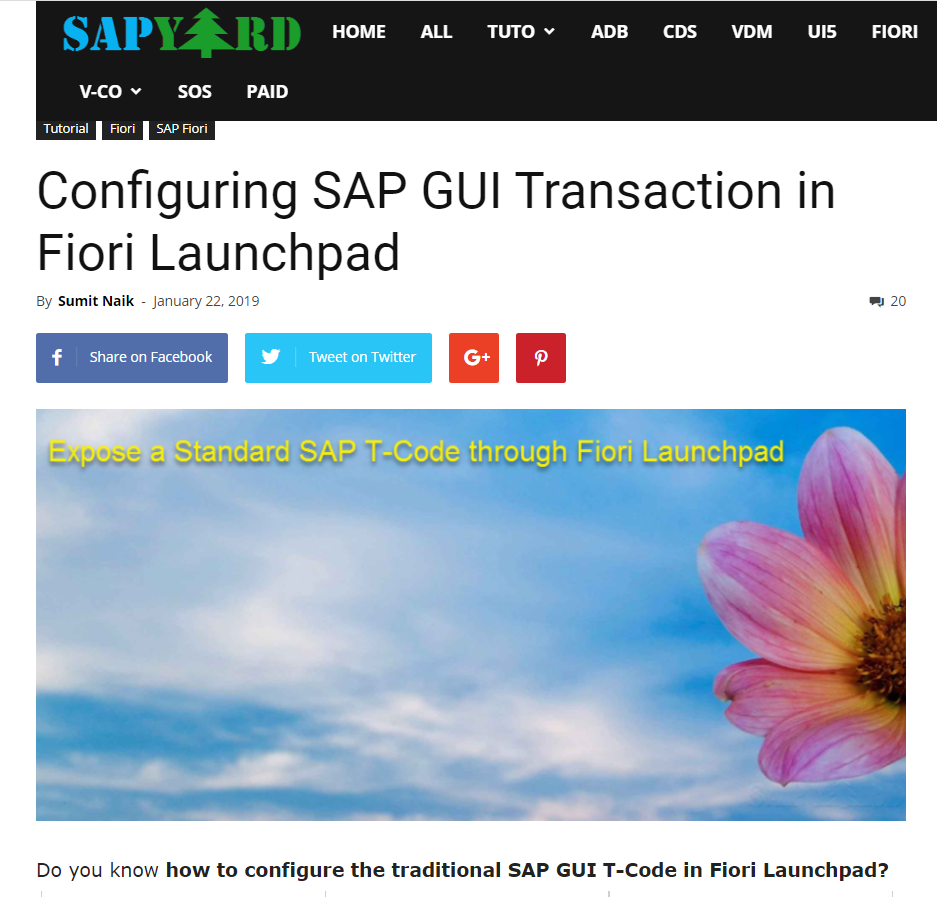 SAPYARD HOME ALL TUTO ADB CDS VDM UI5 FIORI
V-CO SOS PAID
Tutorial Fiori SAP Fiori
Configuring SAP GUI Transaction in
Fiori Launchpad
By Sumit Naik - January 22, 2019 20
f Share on Facebook Tweet on Twitter G+
Expose a Standard SAP T-Code through Fiori Launchpad
Do you know how to configure the traditional SAP GUI T-Code in Fiori Launchpad?